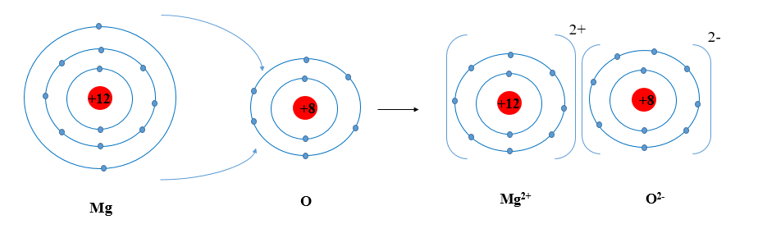 2+
2-
+12
+8
+12
+8
Mg
O
Mg²⁺
O²⁻